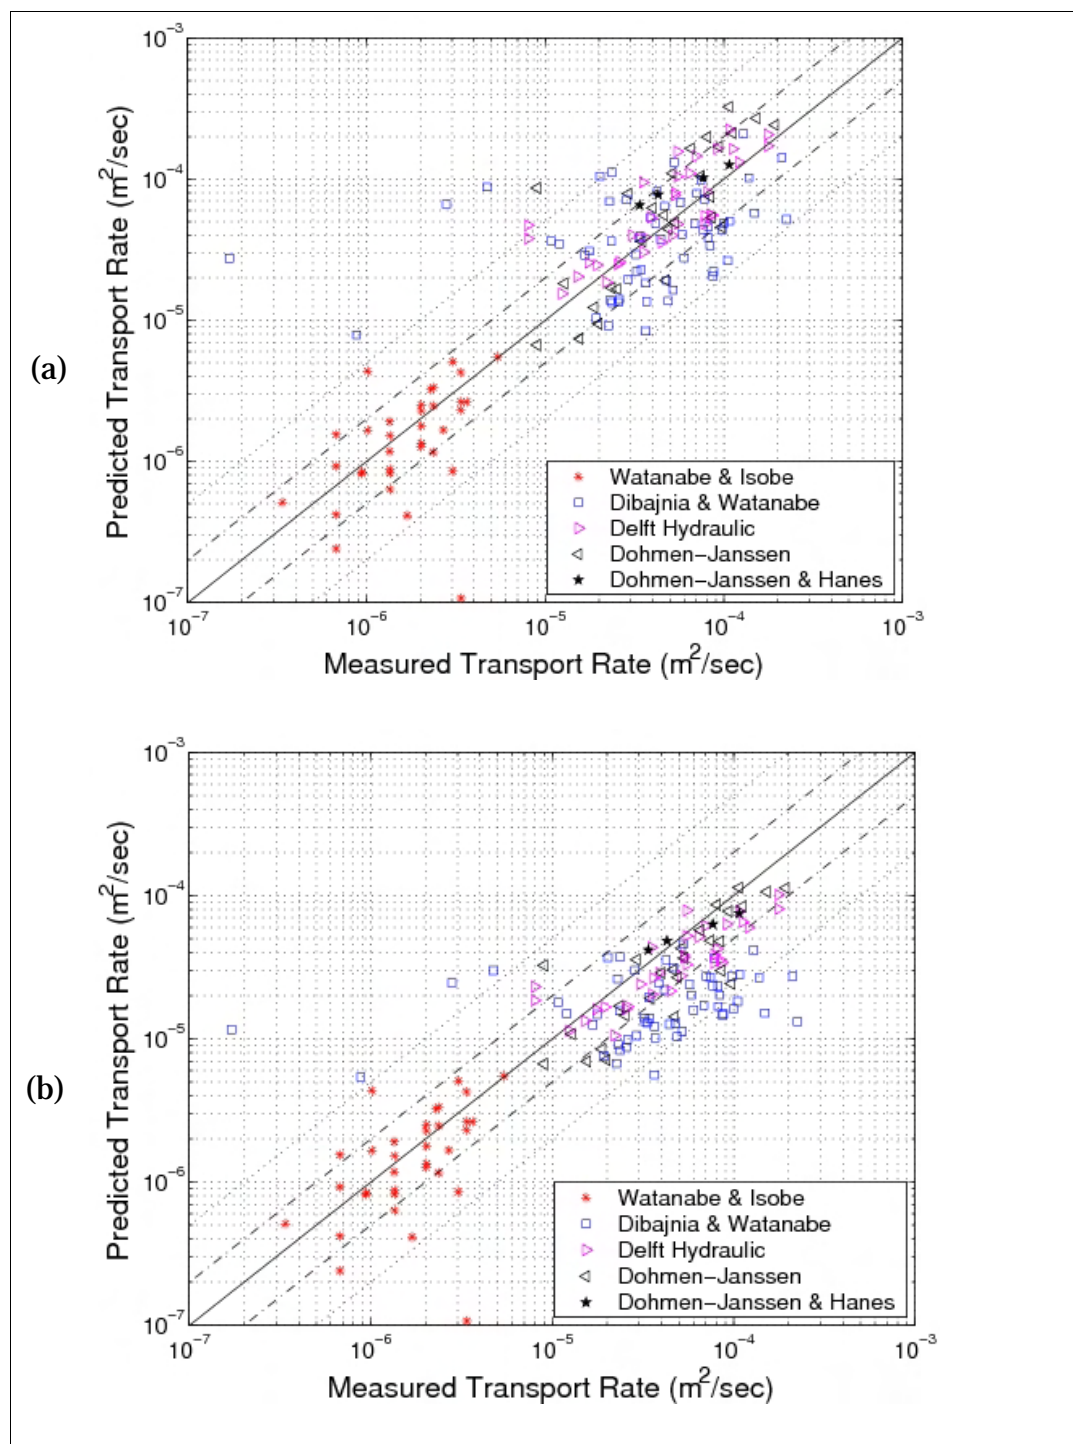 (a)
Predicted Transport Rate (m²/sec)
10⁻³
10⁻⁴
10⁻⁵
10⁻⁶
10⁻⁷
Watanabe & Isobe
Dibajnia & Watanabe
Delft Hydraulic
Dohmen−Janssen
Dohmen−Janssen & Hanes
10⁻⁷ 10⁻⁶ 10⁻⁵ 10⁻⁴ 10⁻³
Measured Transport Rate (m²/sec)
(b)
Predicted Transport Rate (m²/sec)
10⁻³
10⁻⁴
10⁻⁵
10⁻⁶
10⁻⁷
Watanabe & Isobe
Dibajnia & Watanabe
Delft Hydraulic
Dohmen−Janssen
Dohmen−Janssen & Hanes
10⁻⁷ 10⁻⁶ 10⁻⁵ 10⁻⁴ 10⁻³
Measured Transport Rate (m²/sec)